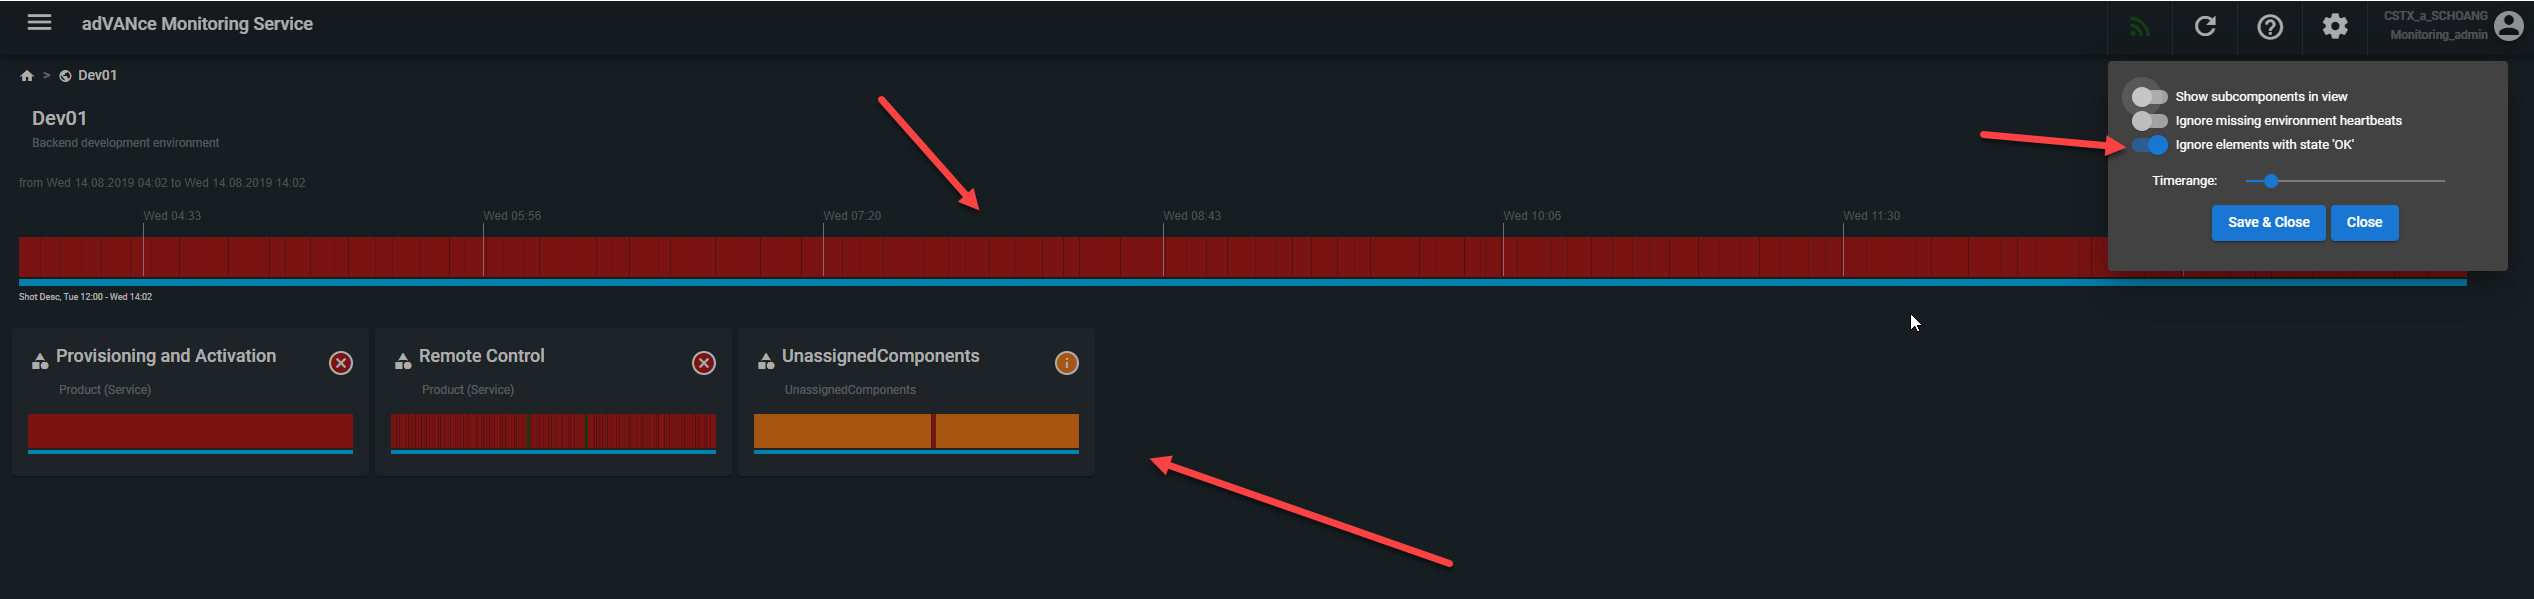 adVANce Monitoring Service
CSTX_a_SCHOANG
Monitoring_admin
> Dev01
Show subcomponents in view
Ignore missing environment heartbeats
Ignore elements with state 'OK'
Timerange:
Save & Close Close
Dev01
Backend development environment
from Wed 14.08.2019 04:02 to Wed 14.08.2019 14:02
Wed 04:33 Wed 05:56 Wed 07:20 Wed 08:43 Wed 10:06 Wed 11:30
Shot Desc, Tue 12:00 - Wed 14:02
Provisioning and Activation
Product (Service)
Remote Control
Product (Service)
UnassignedComponents
UnassignedComponents